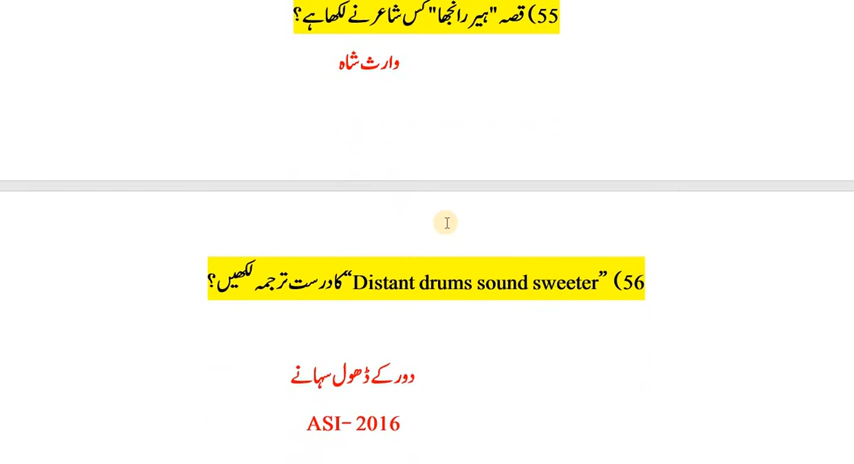 55) قصہ "ہیر رانجھا" کس شاعر نے لکھا ہے؟
وارث شاہ
56) “Distant drums sound sweeter” کا درست ترجمہ لکھیں؟
دور کے ڈھول سہانے
ASI- 2016